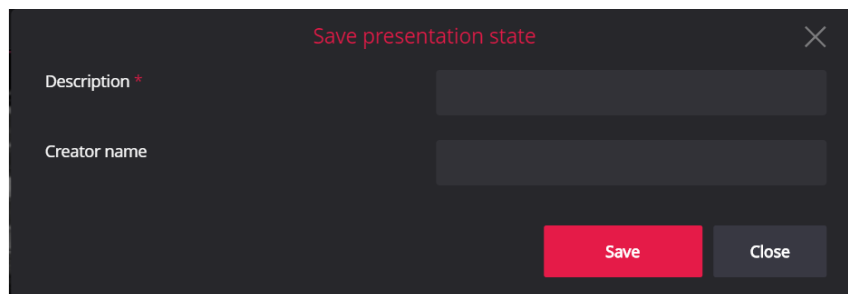 Save presentation state
Description *
Creator name
Save Close